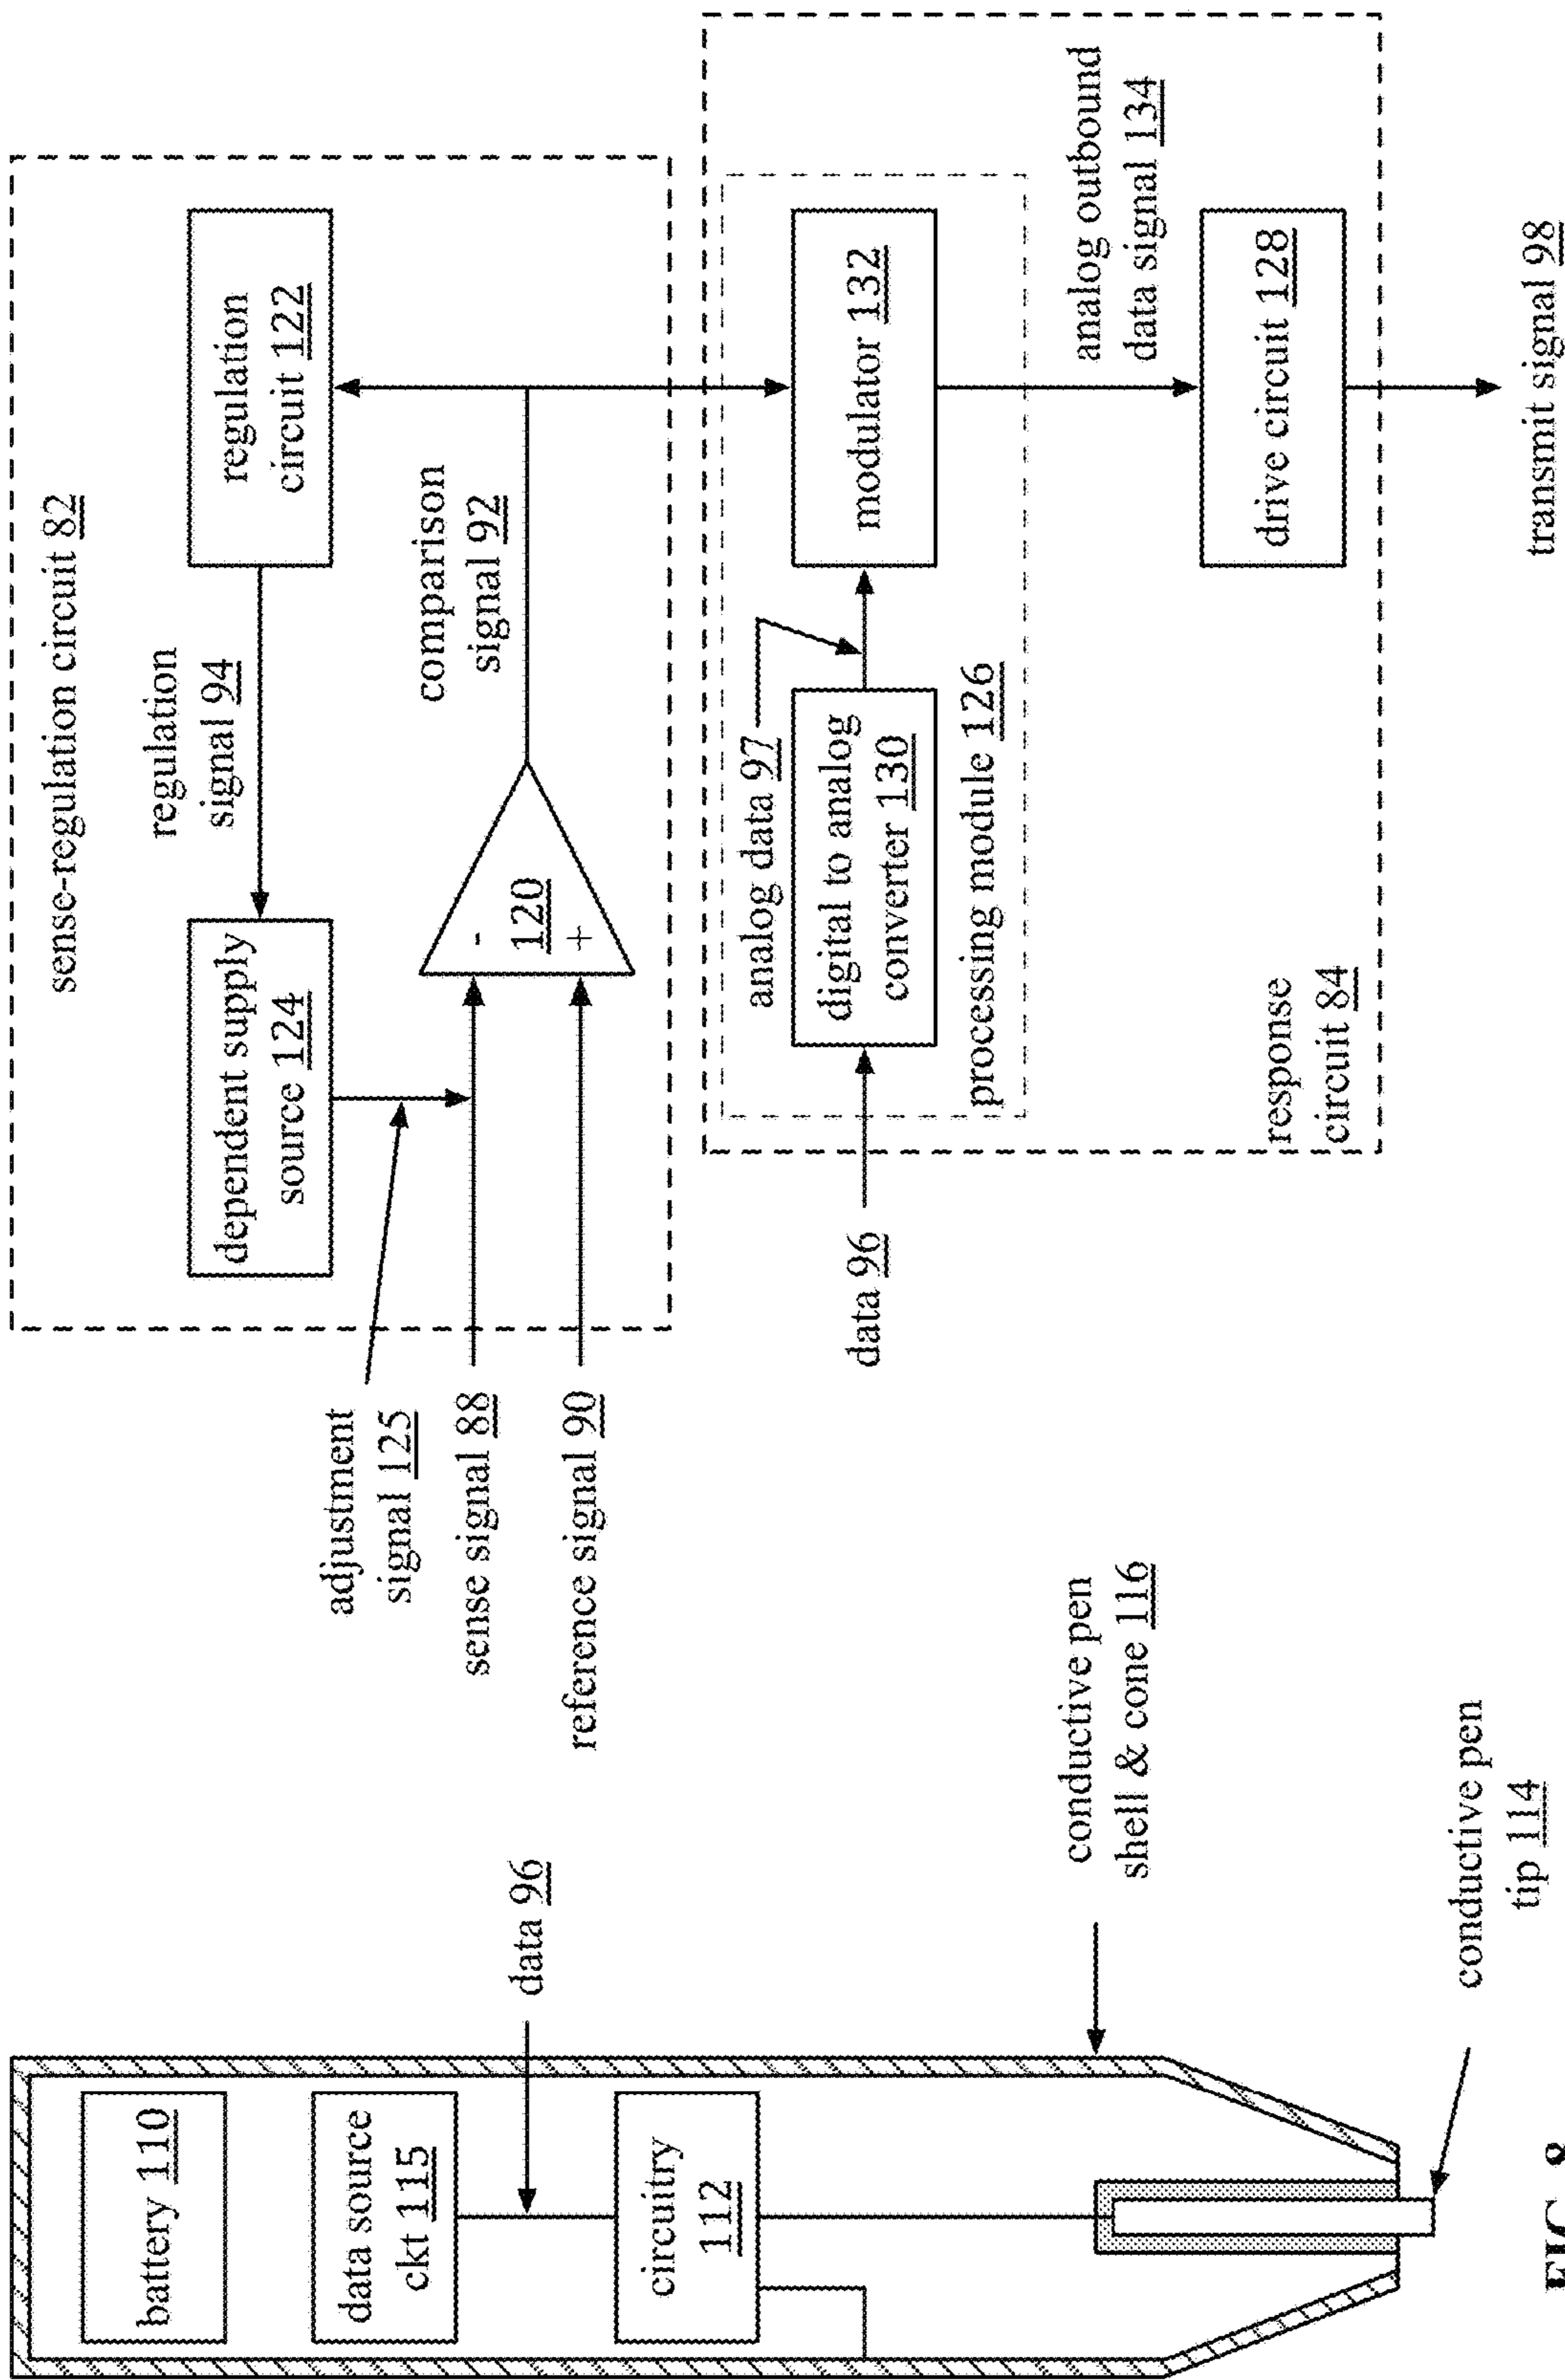 battery 110
data source
ckt 115
data 96
circuitry
112
conductive pen
shell & cone 116
conductive pen
tip 114
FIG. 8
sense-regulation circuit 82
dependent supply
source 124
regulation
signal 94
regulation
circuit 122
adjustment
signal 125
sense signal 88
reference signal 90
-
120
+
comparison
signal 92
analog data 97
data 96
digital to analog
converter 130
modulator 132
processing module 126
analog outbound
data signal 134
response
circuit 84
drive circuit 128
transmit signal 98